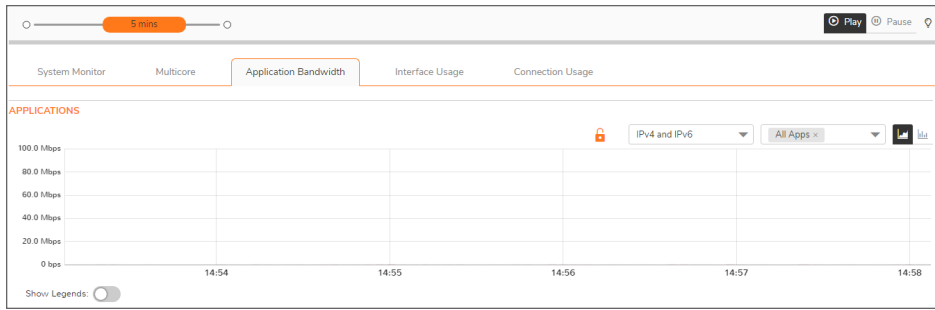 5 mins
Play
Pause
System Monitor
Multicore
Application Bandwidth
Interface Usage
Connection Usage
APPLICATIONS
IPv4 and IPv6
All Apps ×
100.0 Mbps
80.0 Mbps
60.0 Mbps
40.0 Mbps
20.0 Mbps
0 bps
14:54
14:55
14:56
14:57
14:58
Show Legends: